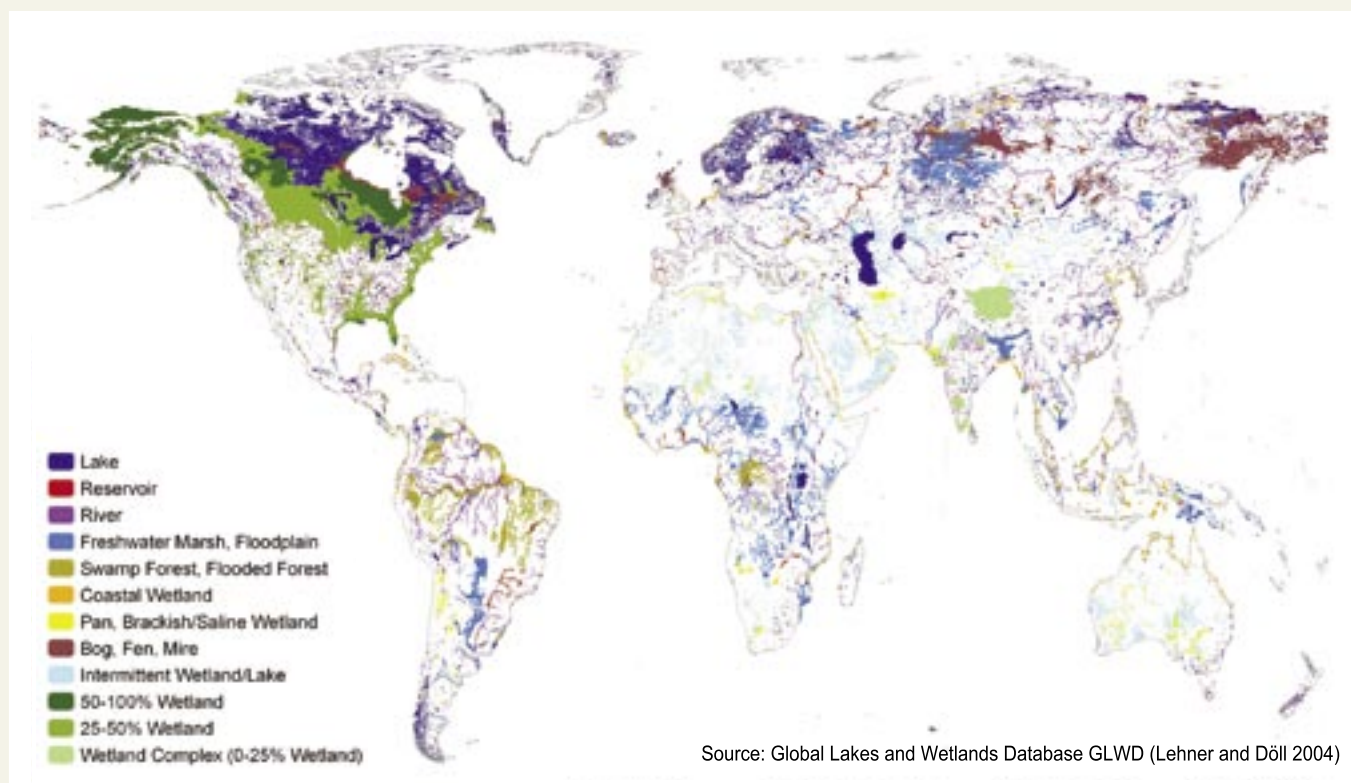 Lake
Reservoir
River
Freshwater Marsh, Floodplain
Swamp Forest, Flooded Forest
Coastal Wetland
Pan, Brackish/Saline Wetland
Bog, Fen, Mire
Intermittent Wetland/Lake
50-100% Wetland
25-50% Wetland
Wetland Complex (0-25% Wetland)
Source: Global Lakes and Wetlands Database GLWD (Lehner and Döll 2004)